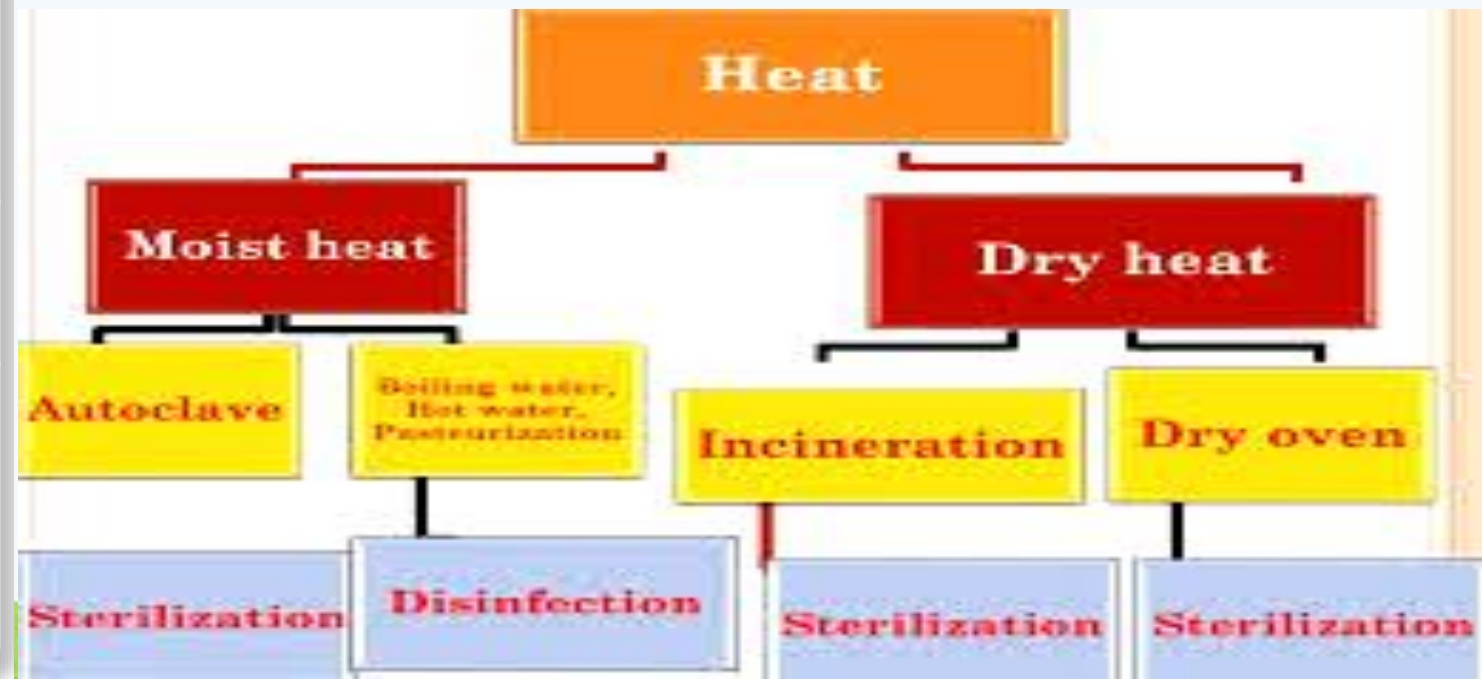 Heat
Moist heat
Dry heat
Autoclave
Boiling water,
Hot water,
Pasteurization
Incineration
Dry oven
Sterilization
Disinfection
Sterilization
Sterilization